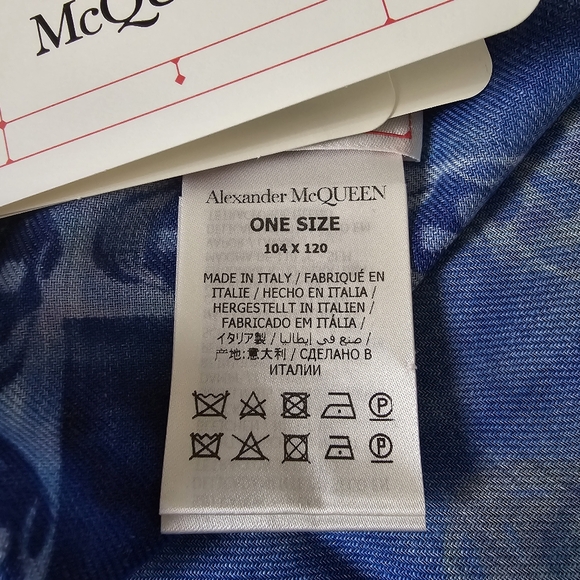 McQU
Alexander McQUEEN
ONE SIZE
104 X 120
MADE IN ITALY / FABRIQUÉ EN
ITALIE / HECHO EN ITALIA /
HERGESTELLT IN ITALIEN /
FABRICADO EM ITÁLIA /
イタリア製 / صنع في إيطاليا /
产地:意大利 / СДЕЛАНО В
ИТАЛИИ
P
P